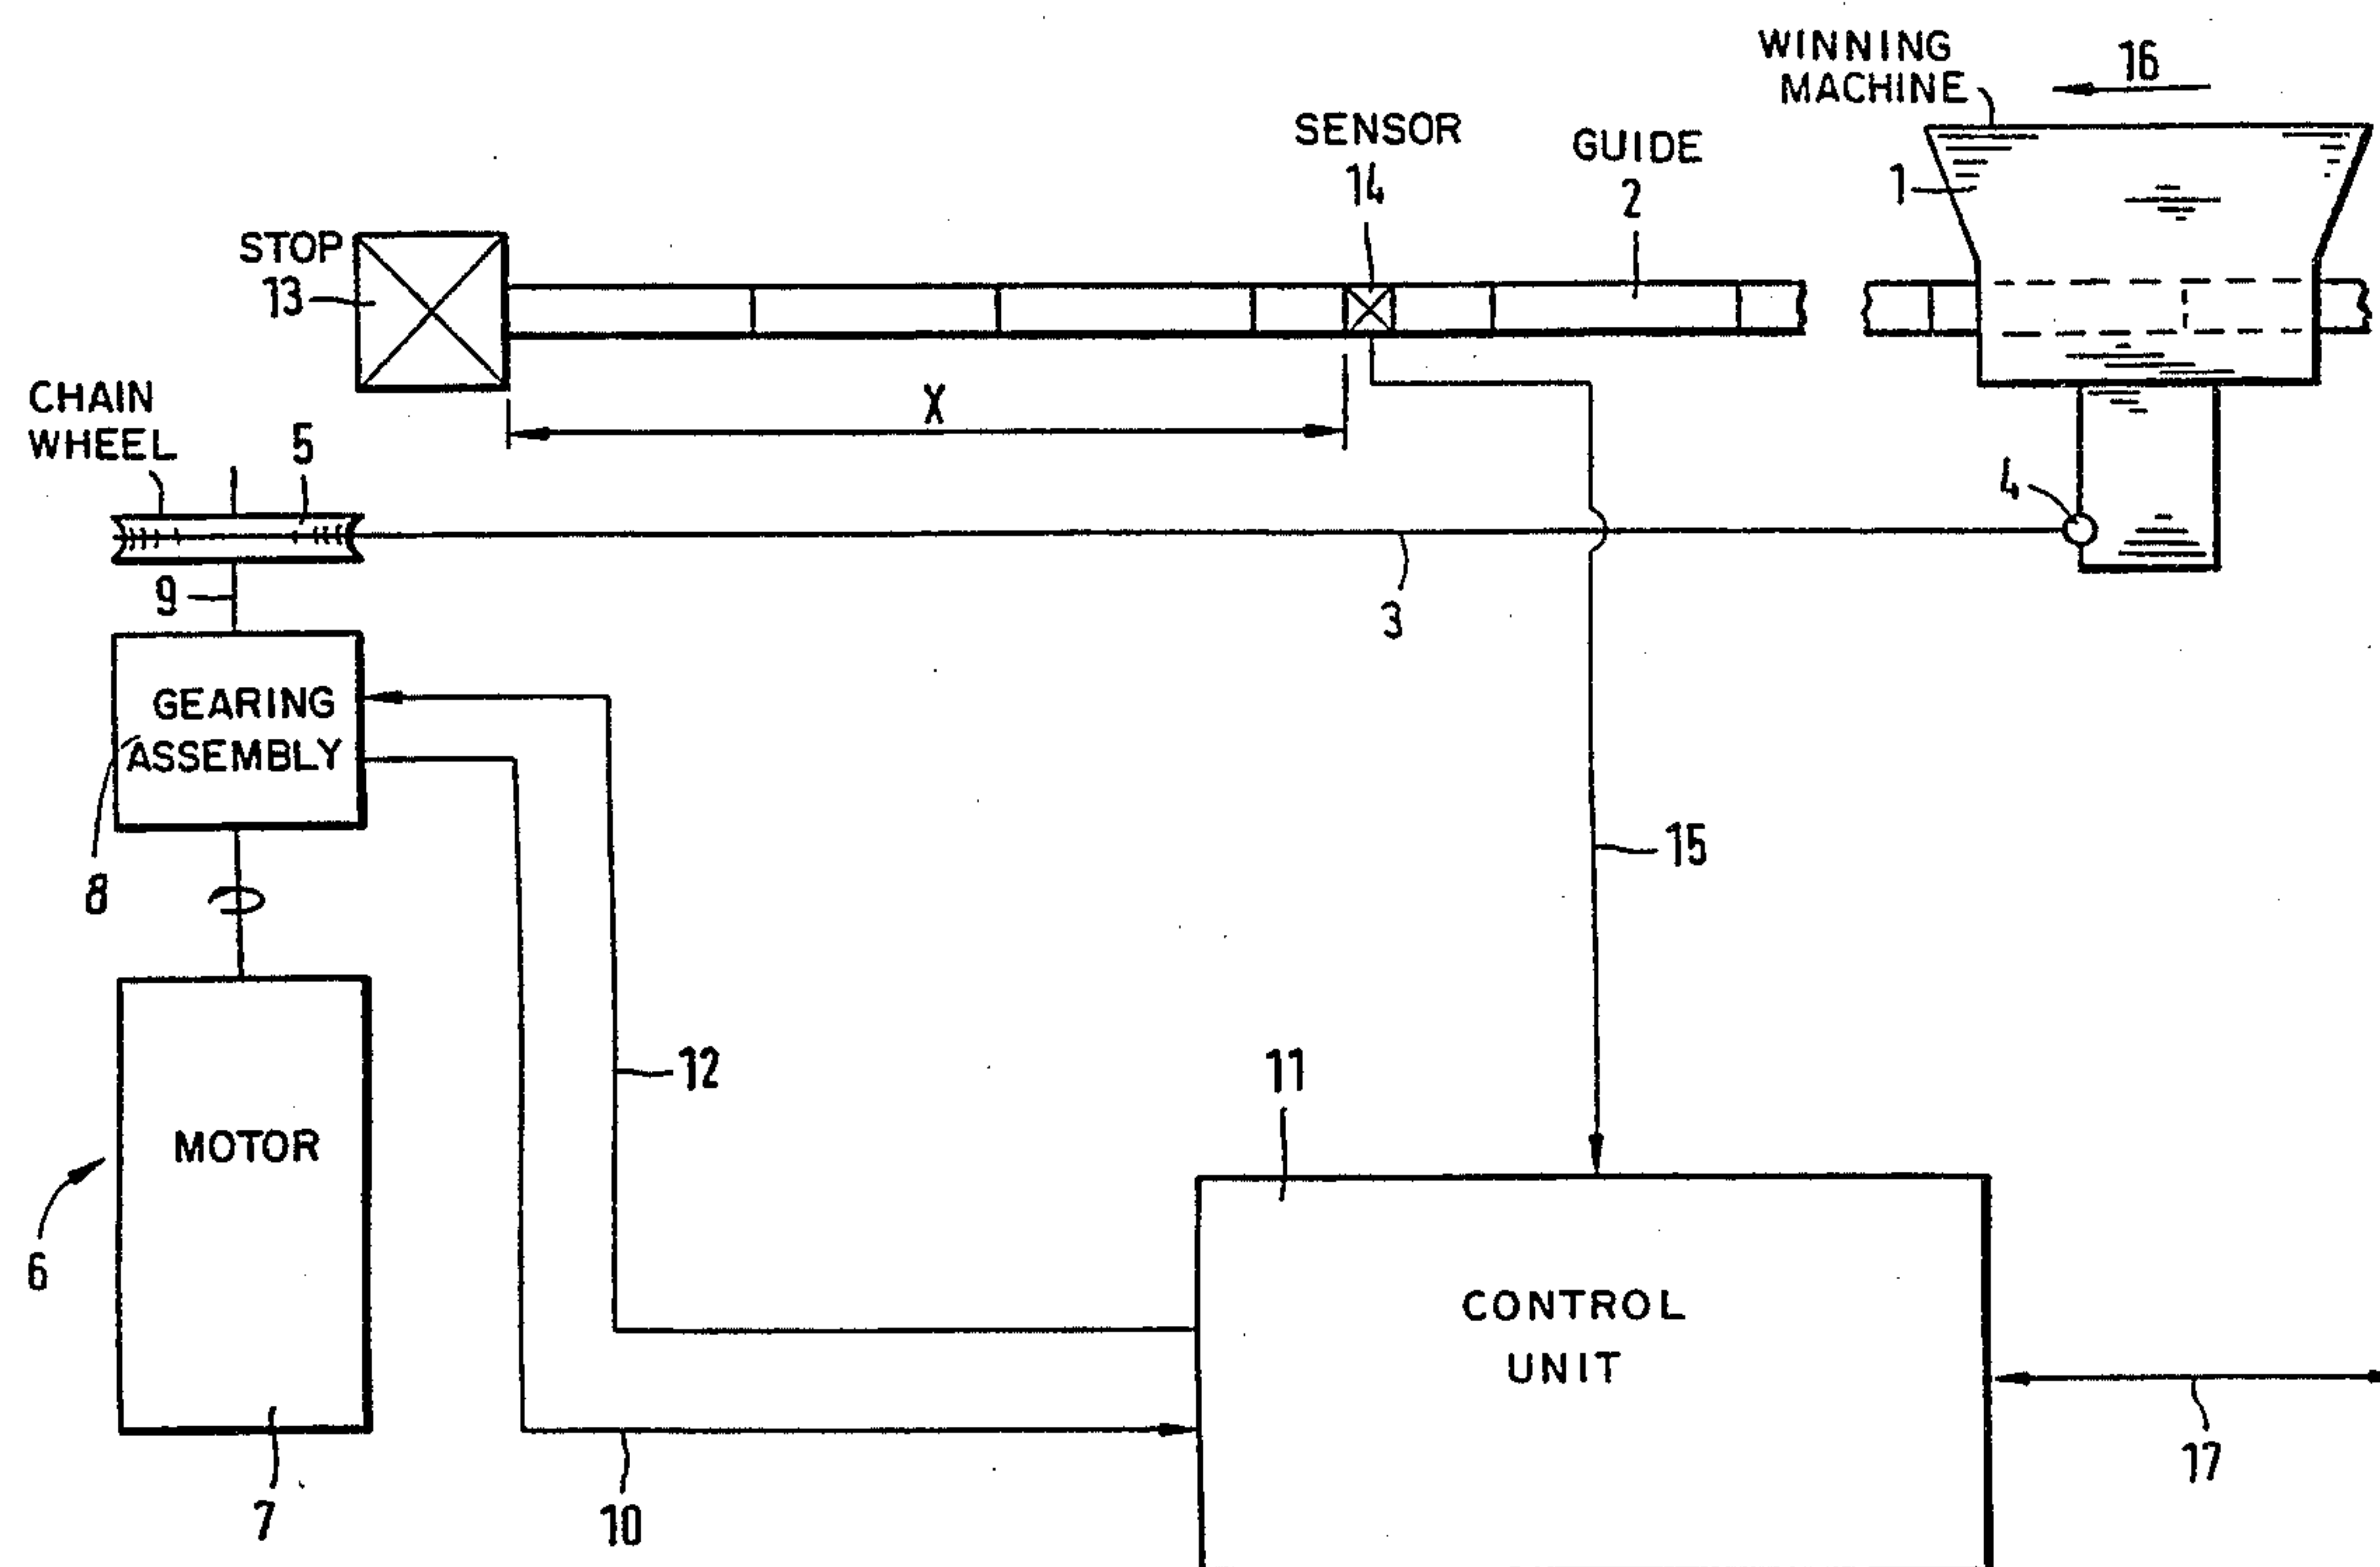 WINNING
MACHINE
16
SENSOR
14
GUIDE
2
1
STOP
13
X
CHAIN
WHEEL
5
4
9
3
GEARING
ASSEMBLY
8
15
12
11
MOTOR
6
CONTROL
UNIT
17
7
10